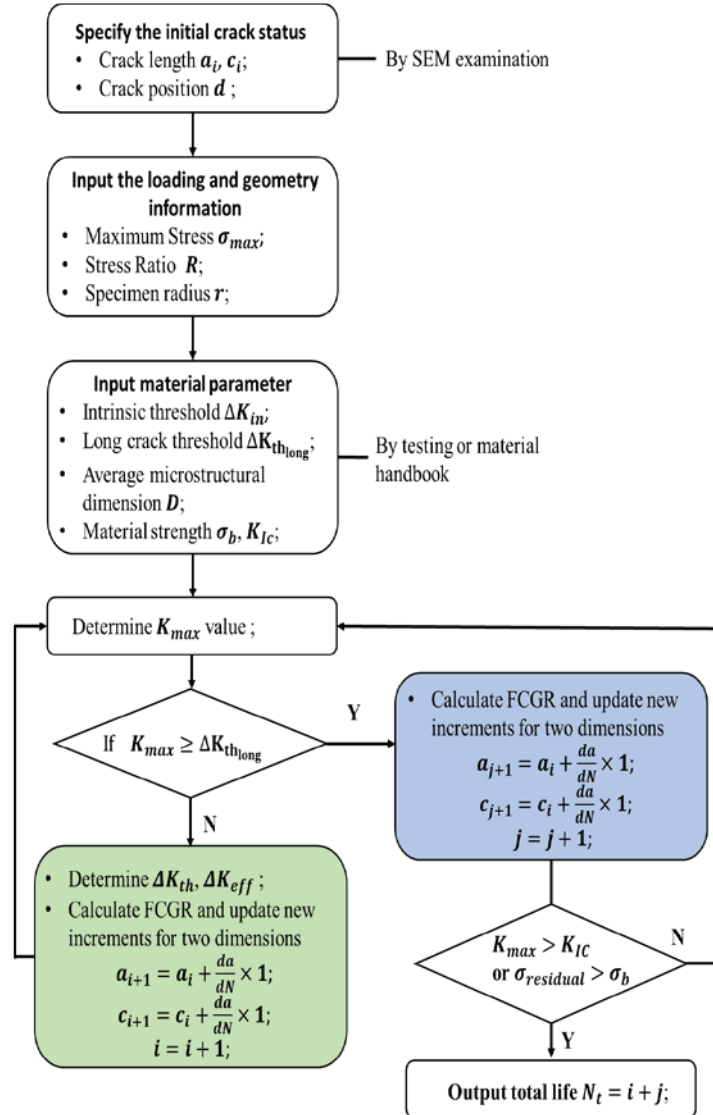 Specify the initial crack status
• Crack length a_i, c_i;
• Crack position d ;
By SEM examination
Input the loading and geometry
information
• Maximum Stress σ_max;
• Stress Ratio R;
• Specimen radius r;
Input material parameter
• Intrinsic threshold ΔK_in;
• Long crack threshold ΔK_th_long;
• Average microstructural
dimension D;
• Material strength σ_b, K_Ic;
By testing or material
handbook
Determine K_max value ;
If K_max ≥ ΔK_th_long
Y
N
• Calculate FCGR and update new
increments for two dimensions
a_{j+1} = a_i + da/dN × 1;
c_{j+1} = c_i + da/dN × 1;
j = j + 1;
• Determine ΔK_th, ΔK_eff ;
• Calculate FCGR and update new
increments for two dimensions
a_{i+1} = a_i + da/dN × 1;
c_{i+1} = c_i + da/dN × 1;
i = i + 1;
K_max > K_IC
or σ_residual > σ_b
N
Y
Output total life N_t = i + j;